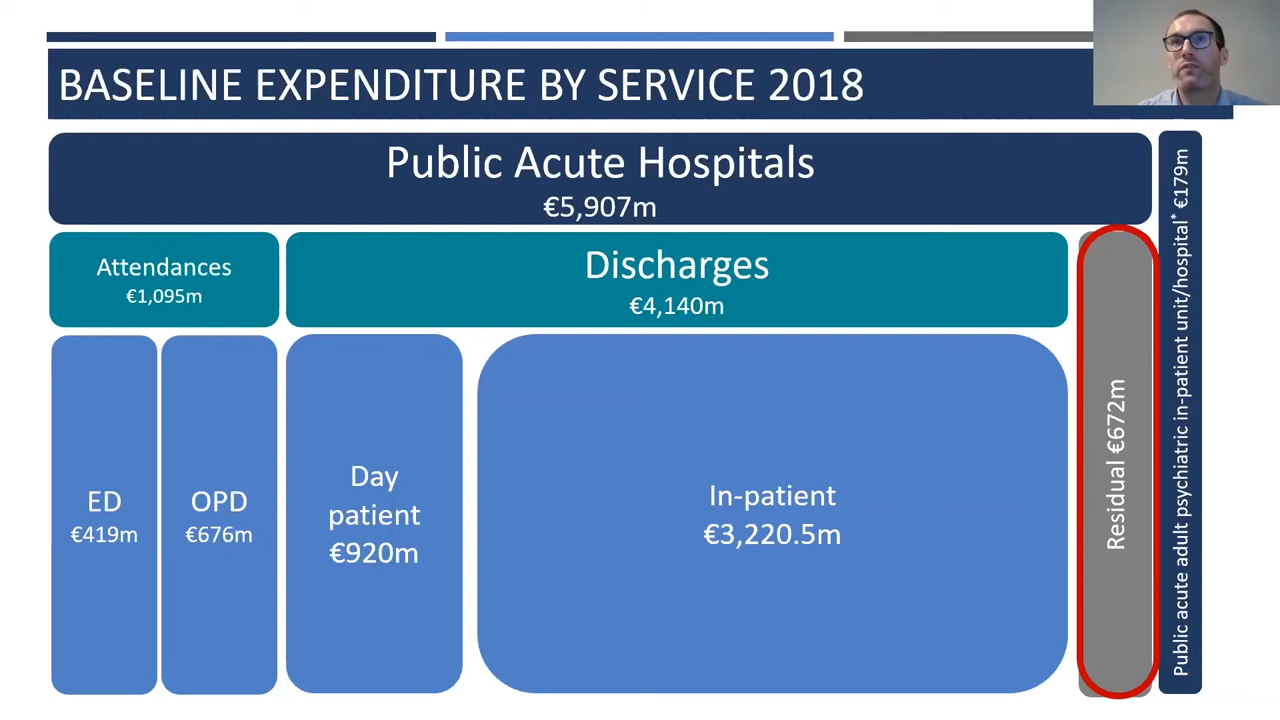 BASELINE EXPENDITURE BY SERVICE 2018
Public Acute Hospitals
€5,907m
Attendances
€1,095m
Discharges
€4,140m
ED
€419m
OPD
€676m
Day
patient
€920m
In-patient
€3,220.5m
Residual €672m
Public acute adult psychiatric in-patient unit/hospital* €179m